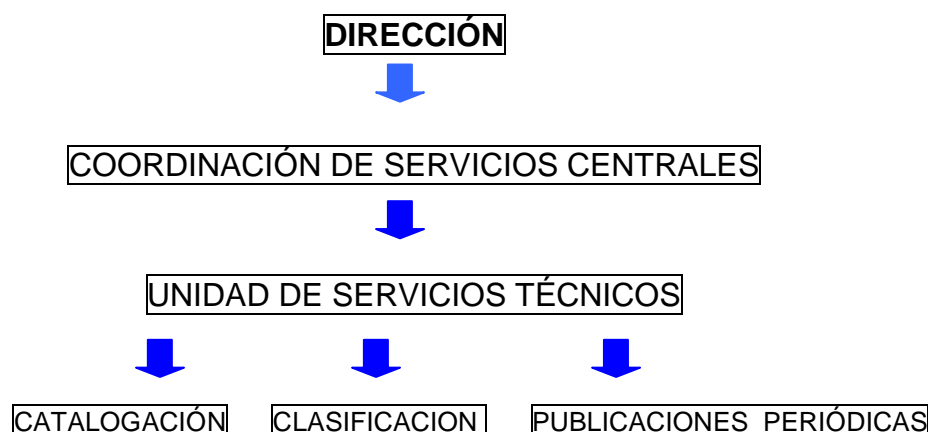 DIRECCIÓN
COORDINACIÓN DE SERVICIOS CENTRALES
UNIDAD DE SERVICIOS TÉCNICOS
CATALOGACIÓN CLASIFICACION PUBLICACIONES PERIÓDICAS